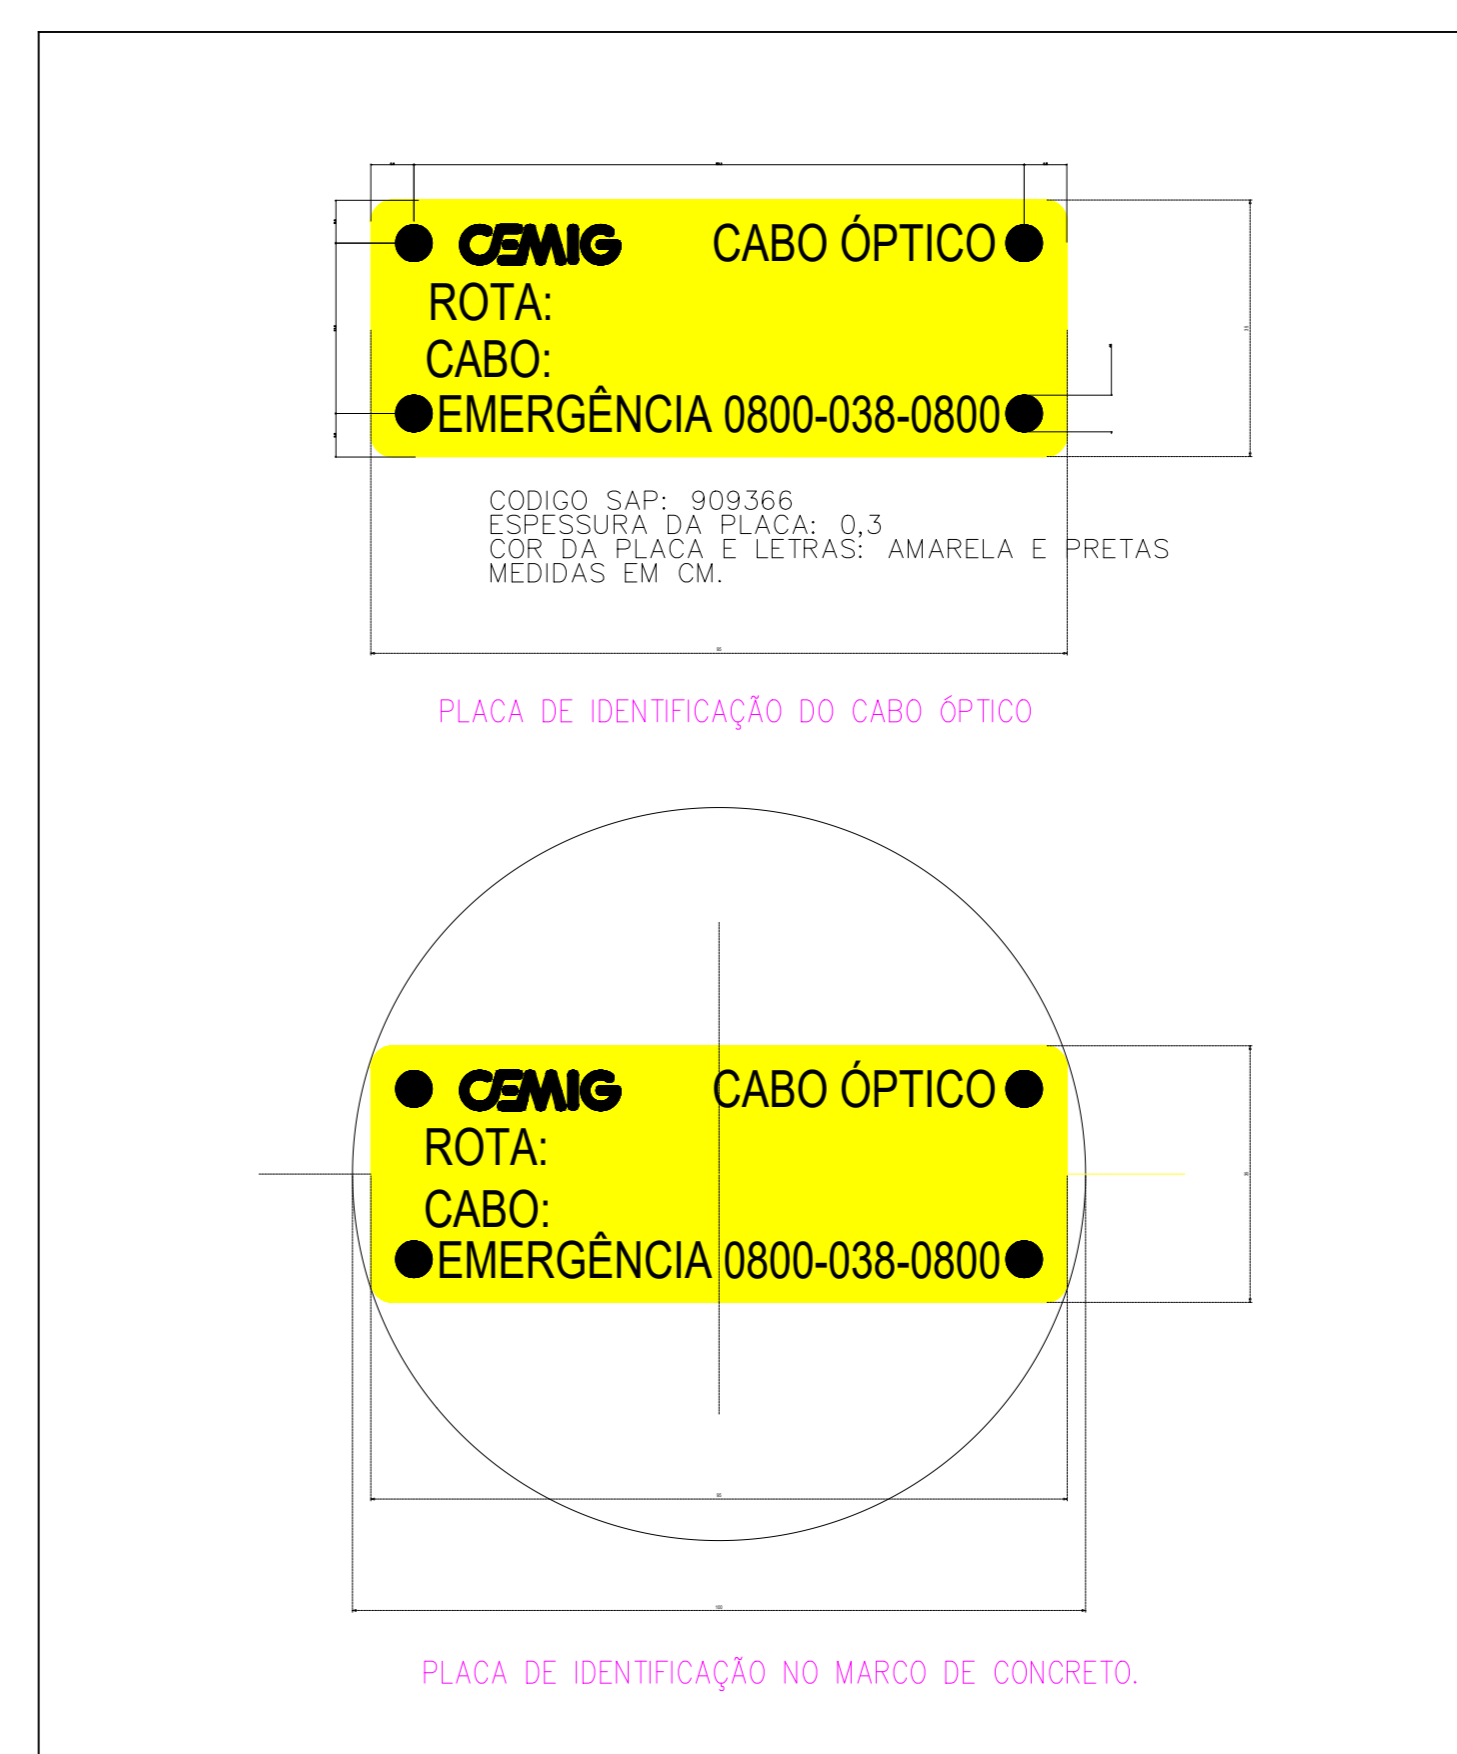 CEMIG CABO ÓPTICO
ROTA:
CABO:
EMERGÊNCIA 0800-038-0800
CODIGO SAP: 909366
ESPESSURA DA PLACA: 0,3
COR DA PLACA E LETRAS: AMARELA E PRETAS
MEDIDAS EM CM.
PLACA DE IDENTIFICAÇÃO DO CABO ÓPTICO
CEMIG CABO ÓPTICO
ROTA:
CABO:
EMERGÊNCIA 0800-038-0800
PLACA DE IDENTIFICAÇÃO NO MARCO DE CONCRETO.